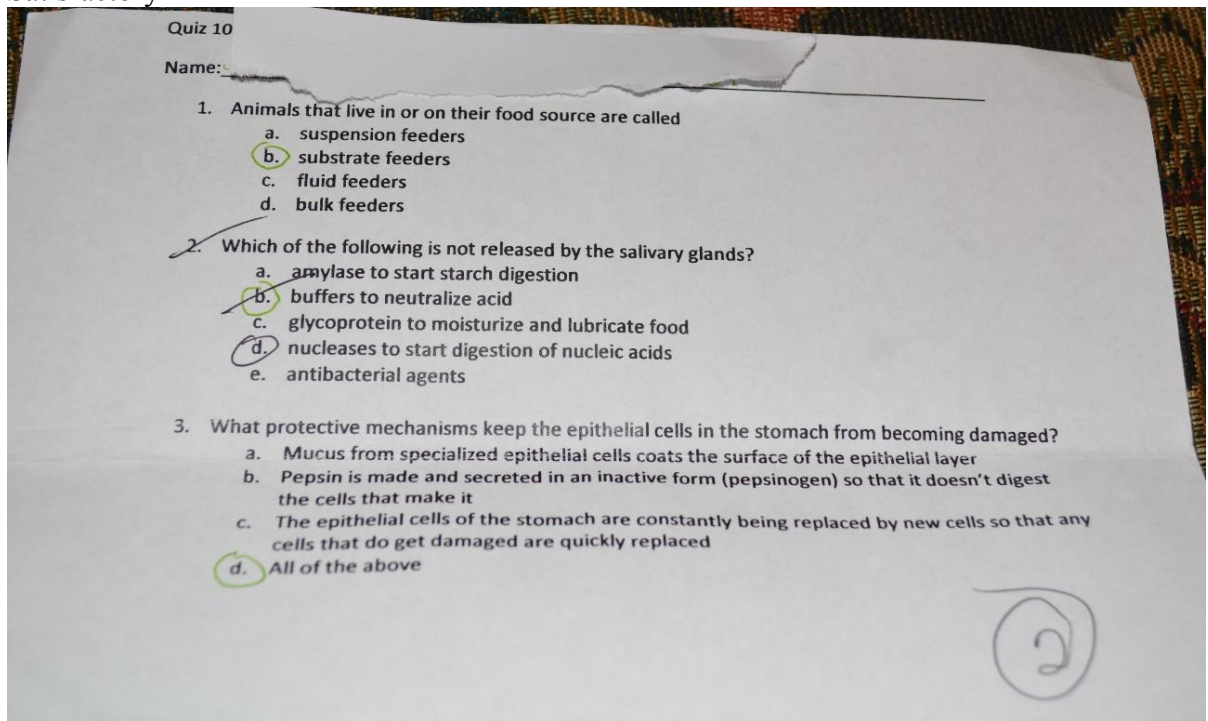 Quiz 10
Name:
1. Animals that live in or on their food source are called
a. suspension feeders
b. substrate feeders
c. fluid feeders
d. bulk feeders
2. Which of the following is not released by the salivary glands?
a. amylase to start starch digestion
b. buffers to neutralize acid
c. glycoprotein to moisturize and lubricate food
d. nucleases to start digestion of nucleic acids
e. antibacterial agents
3. What protective mechanisms keep the epithelial cells in the stomach from becoming damaged?
a. Mucus from specialized epithelial cells coats the surface of the epithelial layer
b. Pepsin is made and secreted in an inactive form (pepsinogen) so that it doesn't digest
the cells that make it
c. The epithelial cells of the stomach are constantly being replaced by new cells so that any
cells that do get damaged are quickly replaced
d. All of the above
2